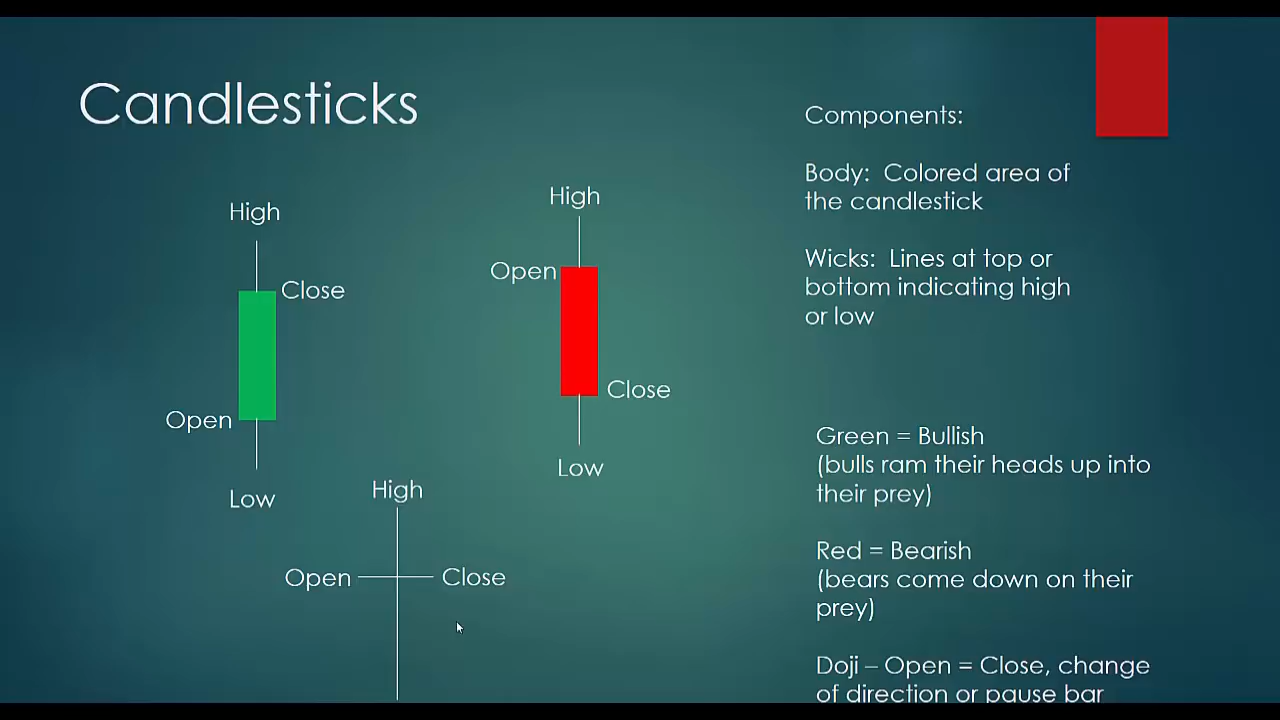 Candlesticks
High
Close
Open
Low
High
Open
Close
Low
High
Open
Close
Components:
Body:  Colored area of
the candlestick
Wicks:  Lines at top or
bottom indicating high
or low
Green = Bullish
(bulls ram their heads up into
their prey)
Red = Bearish
(bears come down on their
prey)
Doji – Open = Close, change
of direction or pause bar